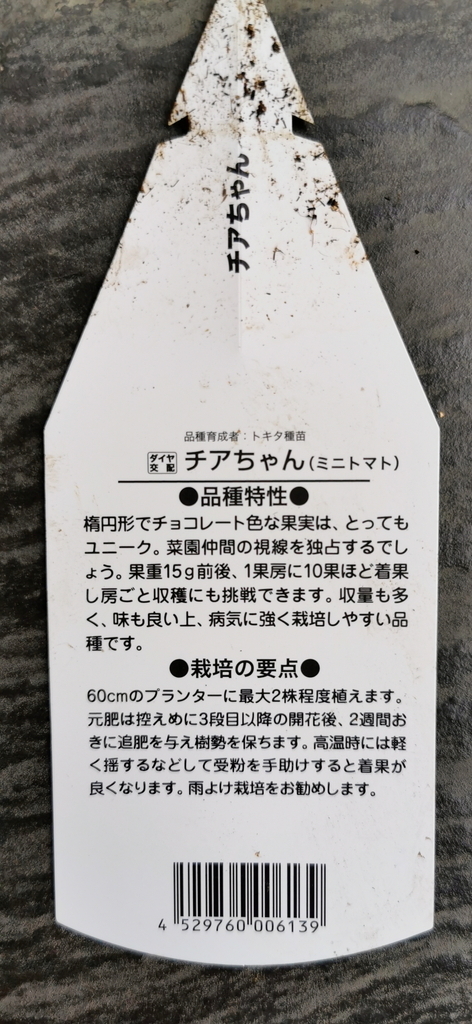 チアちゃん
品種育成者：トキタ種苗
ダイヤ交配 チアちゃん（ミニトマト）
●品種特性●
楕円形でチョコレート色な果実は、とっても
ユニーク。菜園仲間の視線を独占するでし
ょう。果重15g前後、1果房に10果ほど着果
し房ごと収穫にも挑戦できます。収量も多
く、味も良い上、病気に強く栽培しやすい品
種です。
●栽培の要点●
60cmのプランターに最大2株程度植えます。
元肥は控えめに3段目以降の開花後、2週間お
きに追肥を与え樹勢を保ちます。高温時には軽
く揺するなどして受粉を手助けすると着果が
良くなります。雨よけ栽培をお勧めします。
4 529760 006139